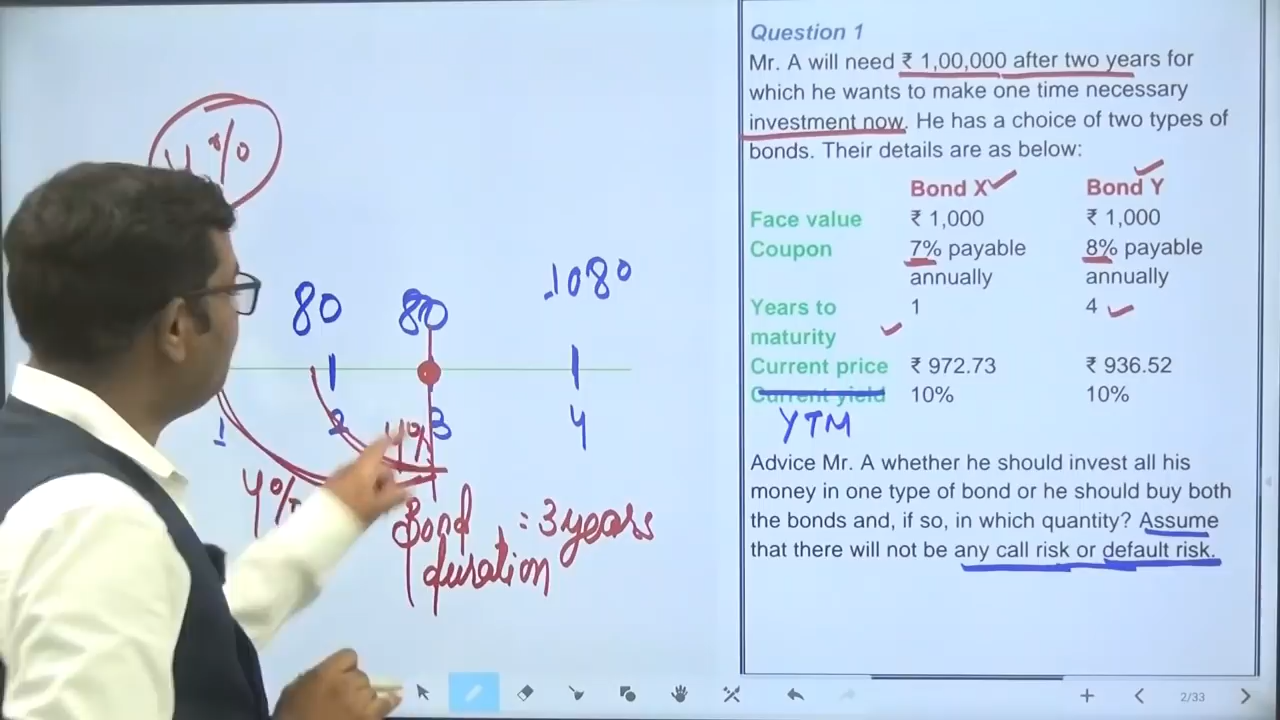 4%
80
80
1080
1
2
3
4
4%
4%
Bond : 3 years
duration
Question 1
Mr. A will need ₹ 1,00,000 after two years for
which he wants to make one time necessary
investment now. He has a choice of two types of
bonds. Their details are as below:
Bond X Bond Y
Face value ₹ 1,000 ₹ 1,000
Coupon 7% payable 8% payable
annually annually
Years to 1 4
maturity
Current price ₹ 972.73 ₹ 936.52
Current yield 10% 10%
YTM
Advice Mr. A whether he should invest all his
money in one type of bond or he should buy both
the bonds and, if so, in which quantity? Assume
that there will not be any call risk or default risk.
2/33